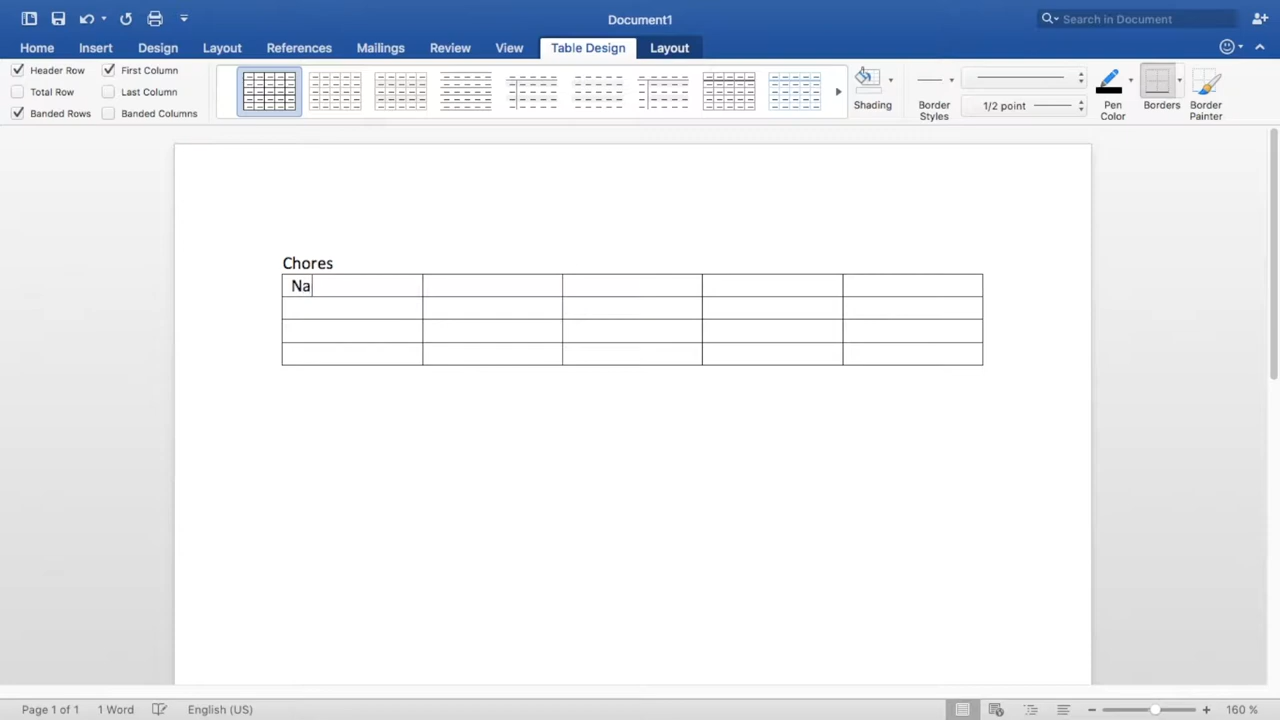 Document1
Search in Document
Home Insert Design Layout References Mailings Review View Table Design Layout
Header Row First Column
Total Row Last Column
Banded Rows Banded Columns
Shading
Border Styles
1/2 point
Pen Color
Borders
Border Painter
Chores
Na
Page 1 of 1 1 Word English (US) 160 %